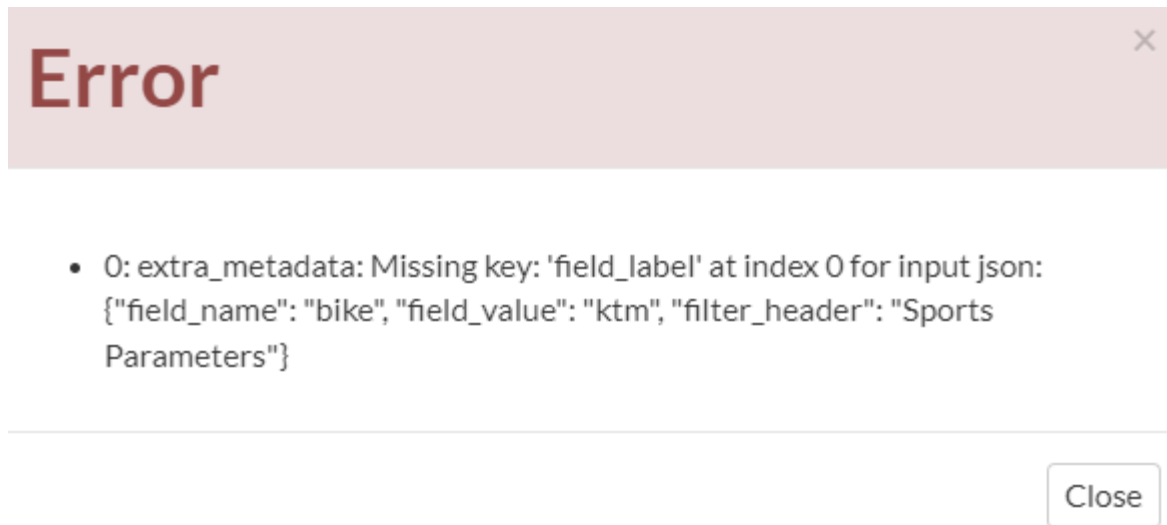 Error
×
• 0: extra_metadata: Missing key: 'field_label' at index 0 for input json:
{"field_name": "bike", "field_value": "ktm", "filter_header": "Sports
Parameters"}
Close